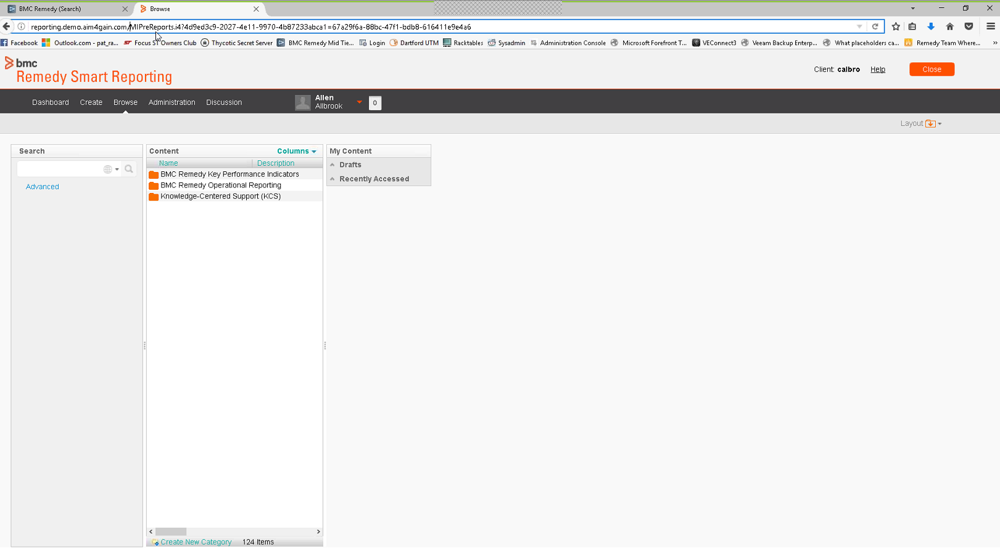 BMC Remedy (Search)
Browse
reporting.demo.aim4gain.com/MIPreReports.i4?4d9ed3c9-2027-4e11-9970-4b87233abca1=67a29f6a-88bc-47f1-bdb8-616411e9e4a6
Facebook Outlook.com - pat_ra... ST Focus ST Owners Club Thycotic Secret Server BMC Remedy Mid Tie... Login Dartford UTM Racktables Sysadmin Administration Console Microsoft Forefront T... VEConnect3 Veeam Backup Enterp... What placeholders ca... Remedy Team Where... »
bmc
Remedy Smart Reporting
Client: calbro Help Close
Dashboard Create Browse Administration Discussion
Allen
Allbrook
0
Layout
Search
Advanced
Content Columns
Name Description
BMC Remedy Key Performance Indicators
BMC Remedy Operational Reporting
Knowledge-Centered Support (KCS)
Create New Category 124 Items
My Content
Drafts
Recently Accessed